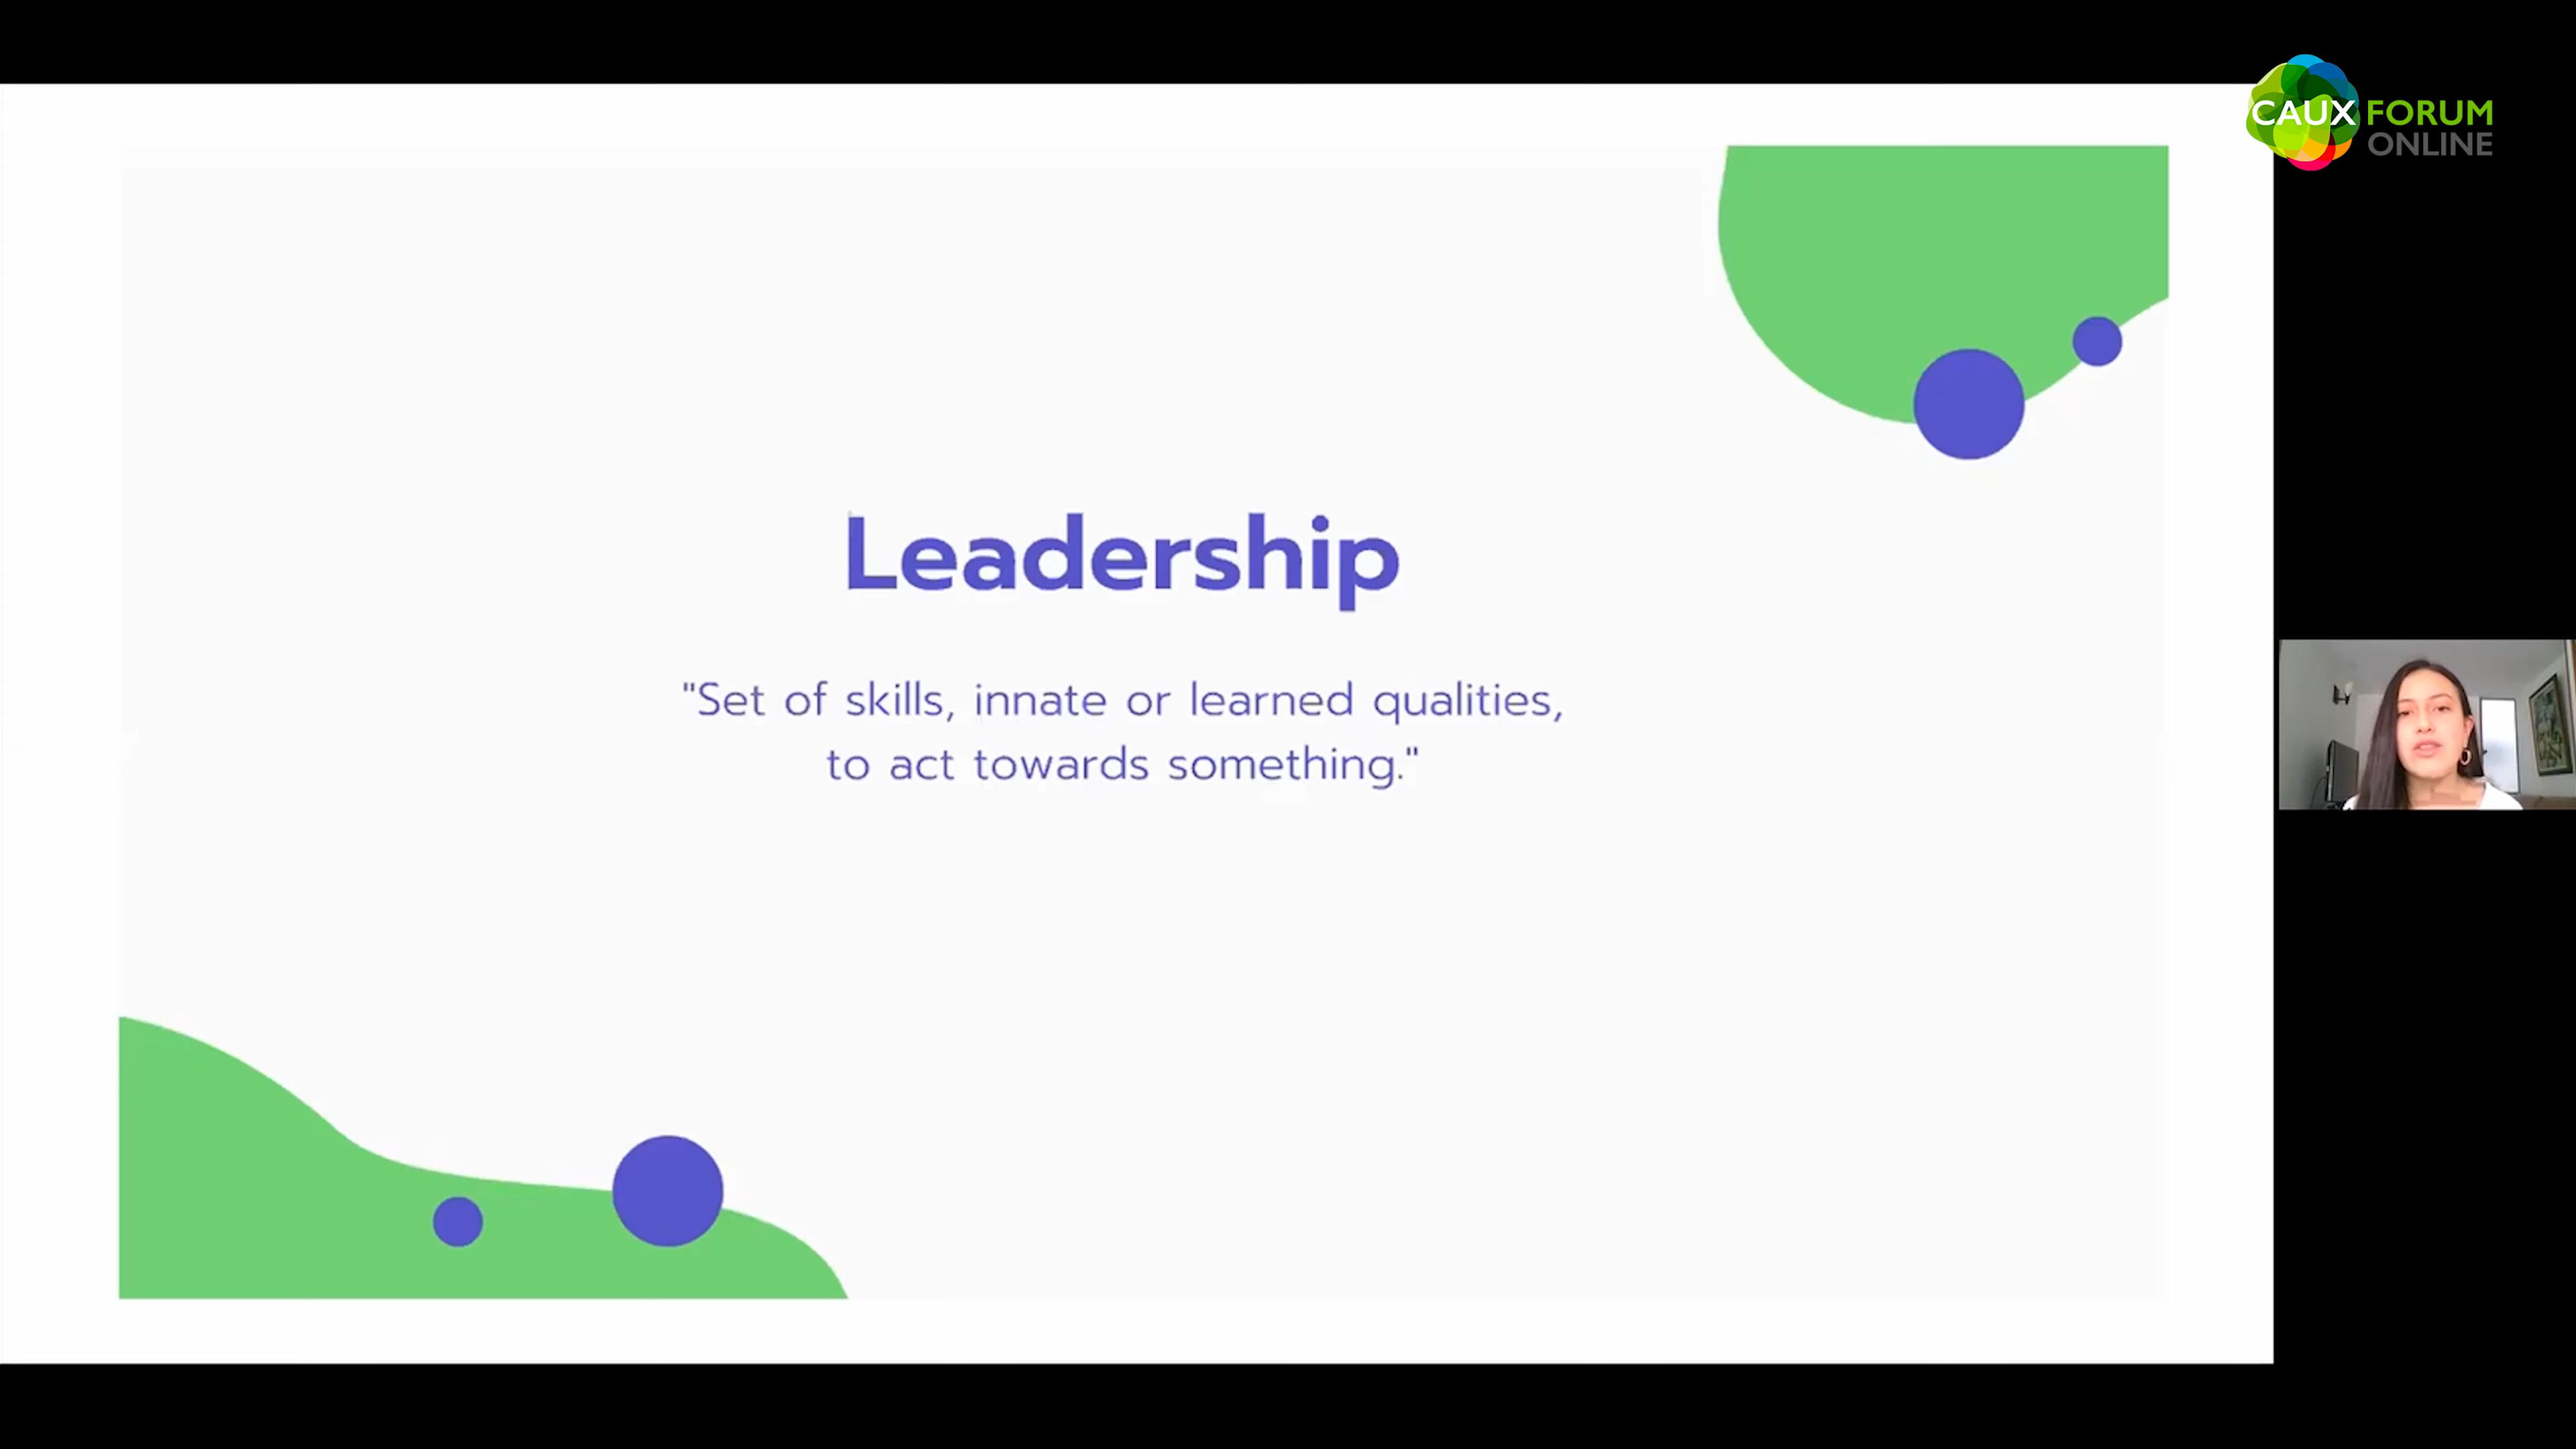 CAUX FORUM
ONLINE
Leadership
"Set of skills, innate or learned qualities,
to act towards something."